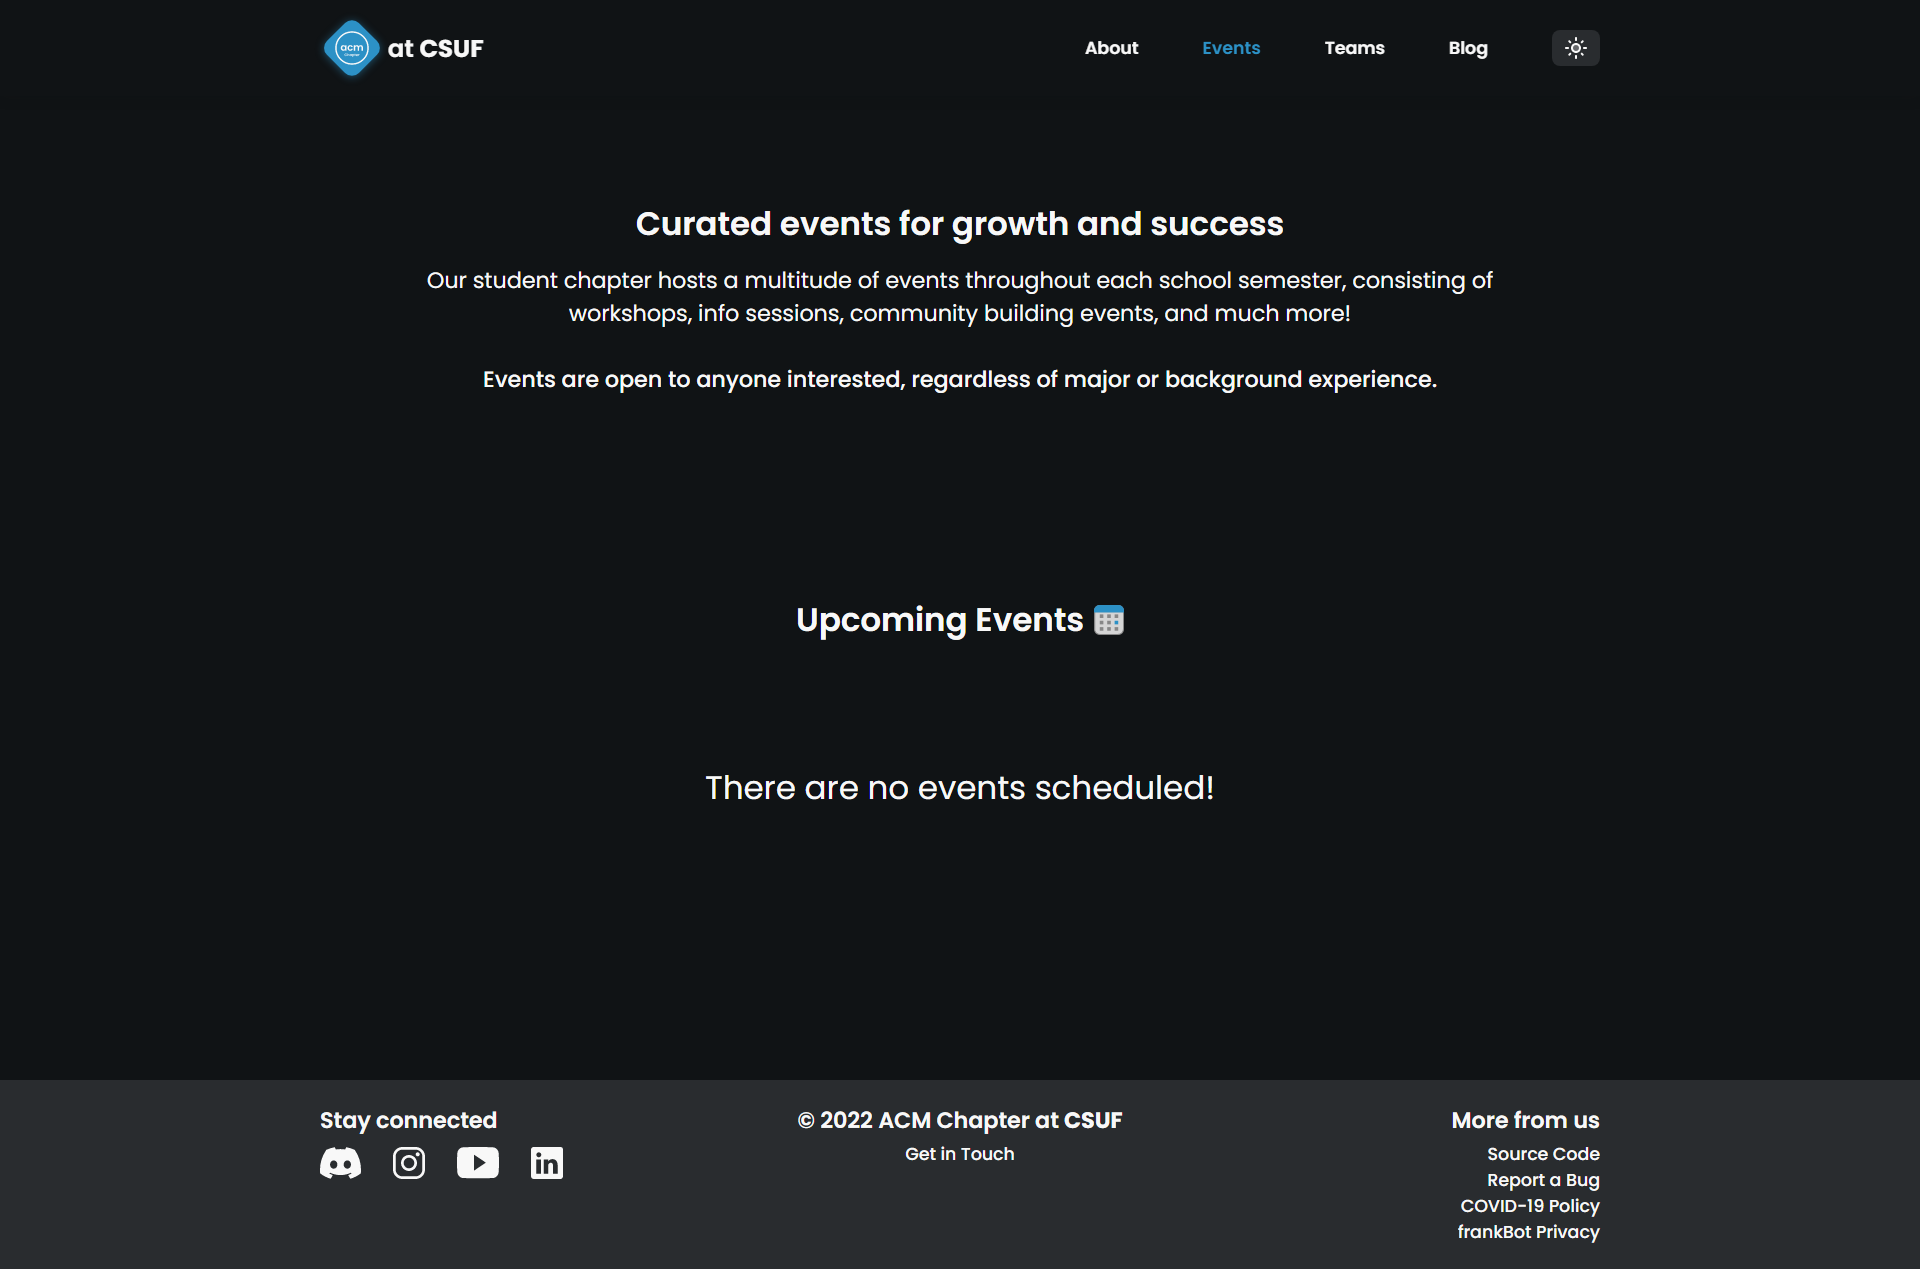 acm
Chapter
at CSUF
About
Events
Teams
Blog
Curated events for growth and success
Our student chapter hosts a multitude of events throughout each school semester, consisting of
workshops, info sessions, community building events, and much more!
Events are open to anyone interested, regardless of major or background experience.
Upcoming Events
There are no events scheduled!
Stay connected
in
© 2022 ACM Chapter at CSUF
Get in Touch
More from us
Source Code
Report a Bug
COVID-19 Policy
frankBot Privacy